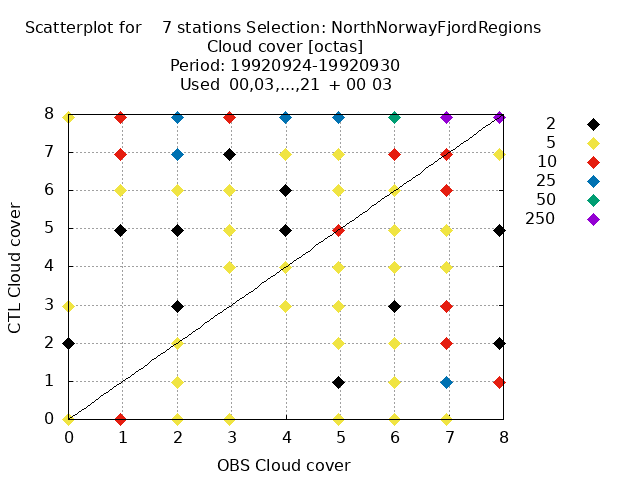 Scatterplot for    7 stations Selection: NorthNorwayFjordRegions
Cloud cover [octas]
Period: 19920924-19920930
Used  00,03,...,21  + 00 03
8
7
6
5
4
3
2
1
0
CTL Cloud cover
0 1 2 3 4 5 6 7 8
OBS Cloud cover
2
5
10
25
50
250